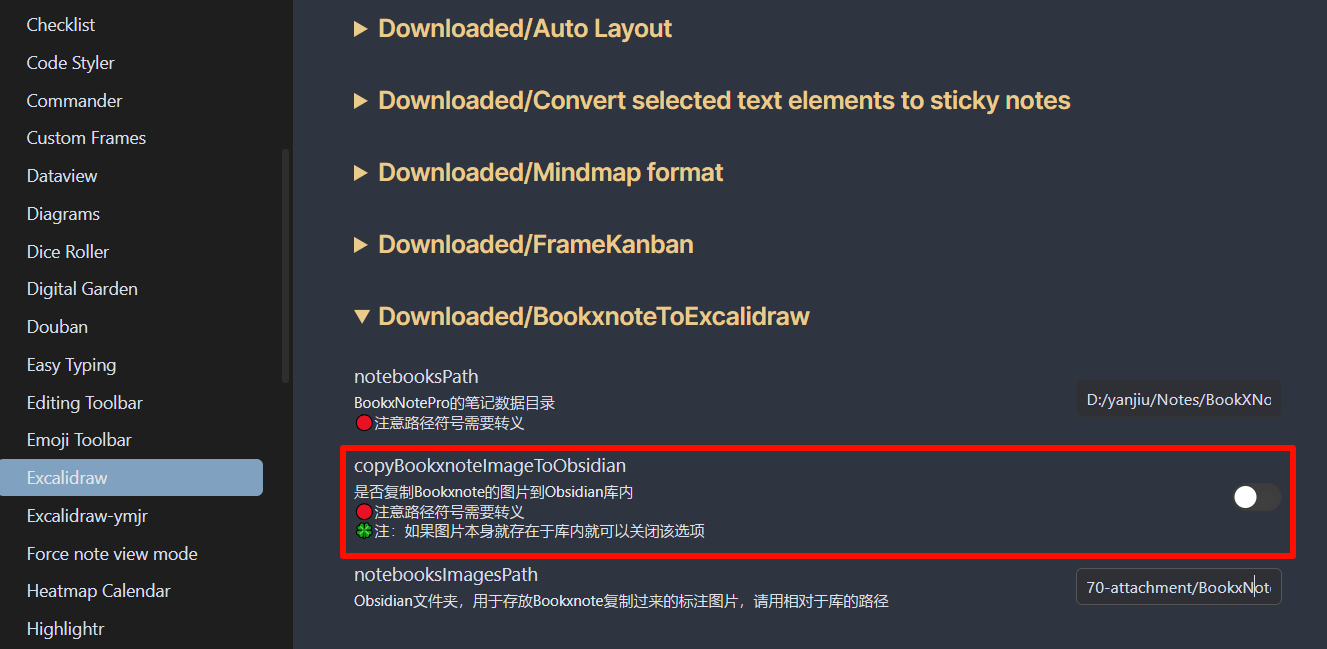 Checklist
Code Styler
Commander
Custom Frames
Dataview
Diagrams
Dice Roller
Digital Garden
Douban
Easy Typing
Editing Toolbar
Emoji Toolbar
Excalidraw
Excalidraw-ymjr
Force note view mode
Heatmap Calendar
Highlightr
Downloaded/Auto Layout
Downloaded/Convert selected text elements to sticky notes
Downloaded/Mindmap format
Downloaded/FrameKanban
Downloaded/BookxnoteToExcalidraw
notebooksPath
BookxNotePro的笔记数据目录
🔴注意路径符号需要转义
D:/yanjiu/Notes/BookXNo
copyBookxnoteImageToObsidian
是否复制Bookxnote的图片到Obsidian库内
🔴注意路径符号需要转义
🍀注：如果图片本身就存在于库内就可以关闭该选项
notebooksImagesPath
Obsidian文件夹，用于存放Bookxnote复制过来的标注图片，请用相对于库的路径
70-attachment/BookxNot